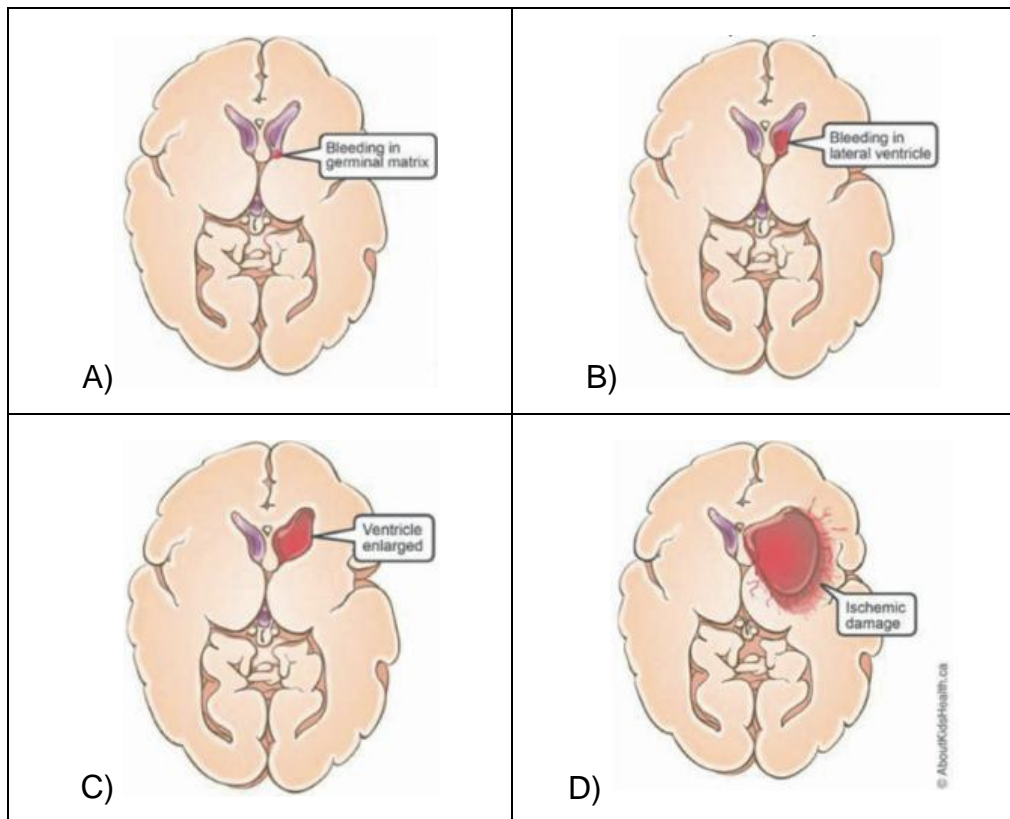 Bleeding in
germinal matrix
A)
Bleeding in
lateral ventricle
B)
Ventricle
enlarged
C)
Ischemic
damage
D)
© AboutKidsHealth.ca